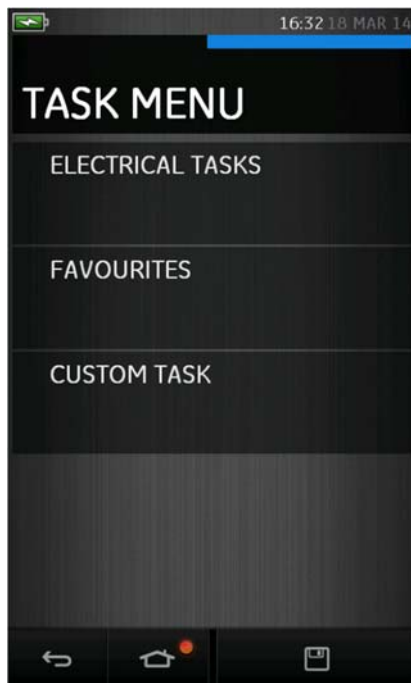 16:32 18 MAR 14
TASK MENU
ELECTRICAL TASKS
FAVOURITES
CUSTOM TASK